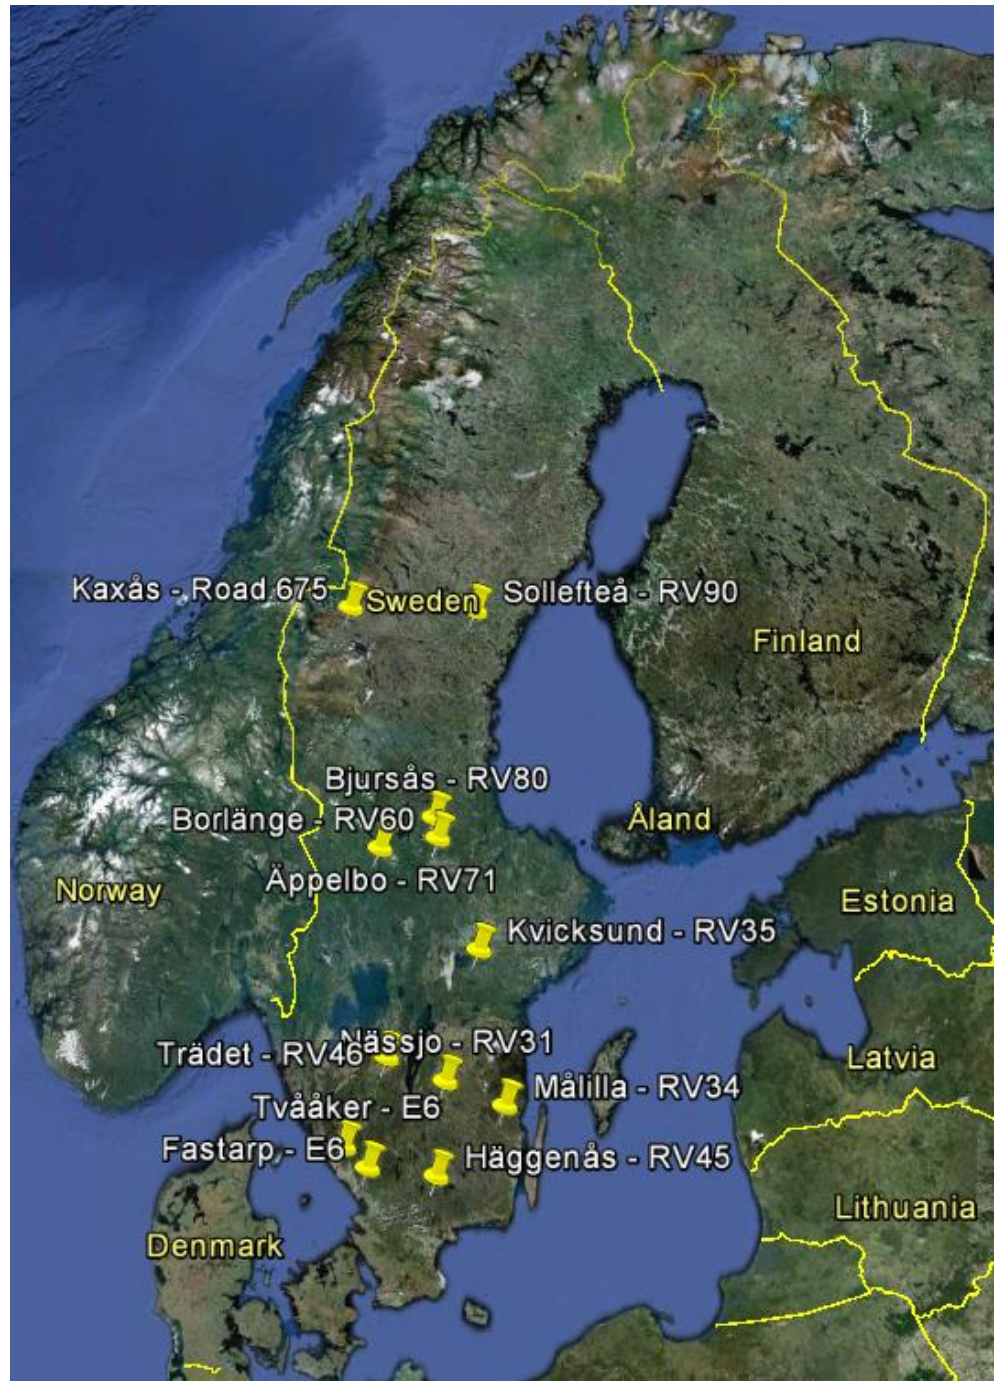 Kaxås - Road 675
Sweden
Sollefteå - RV90
Finland
Bjursås - RV80
Borlänge - RV60
Åland
Äppelbo - RV71
Norway
Estonia
Kvicksund - RV35
Nässjo - RV31
Trädet - RV46
Latvia
Målilla - RV34
Tvååker - E6
Fastarp - E6
Häggenås - RV45
Lithuania
Denmark